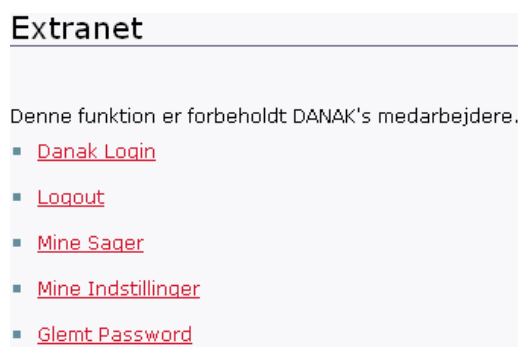 Extranet
Denne funktion er forbeholdt DANAK's medarbejdere.
Danak Login
Logout
Mine Sager
Mine Indstillinger
Glemt Password